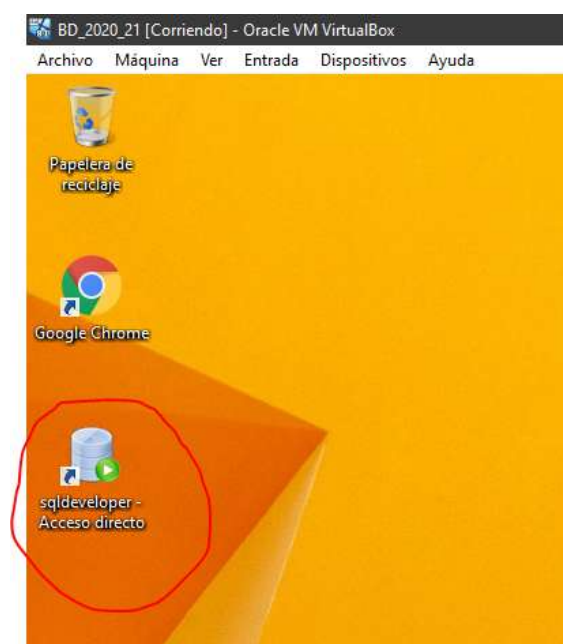 BD_2020_21 [Corriendo] - Oracle VM VirtualBox
Archivo Máquina Ver Entrada Dispositivos Ayuda
Papelera de
reciclaje
Google Chrome
sqldeveloper -
Acceso directo